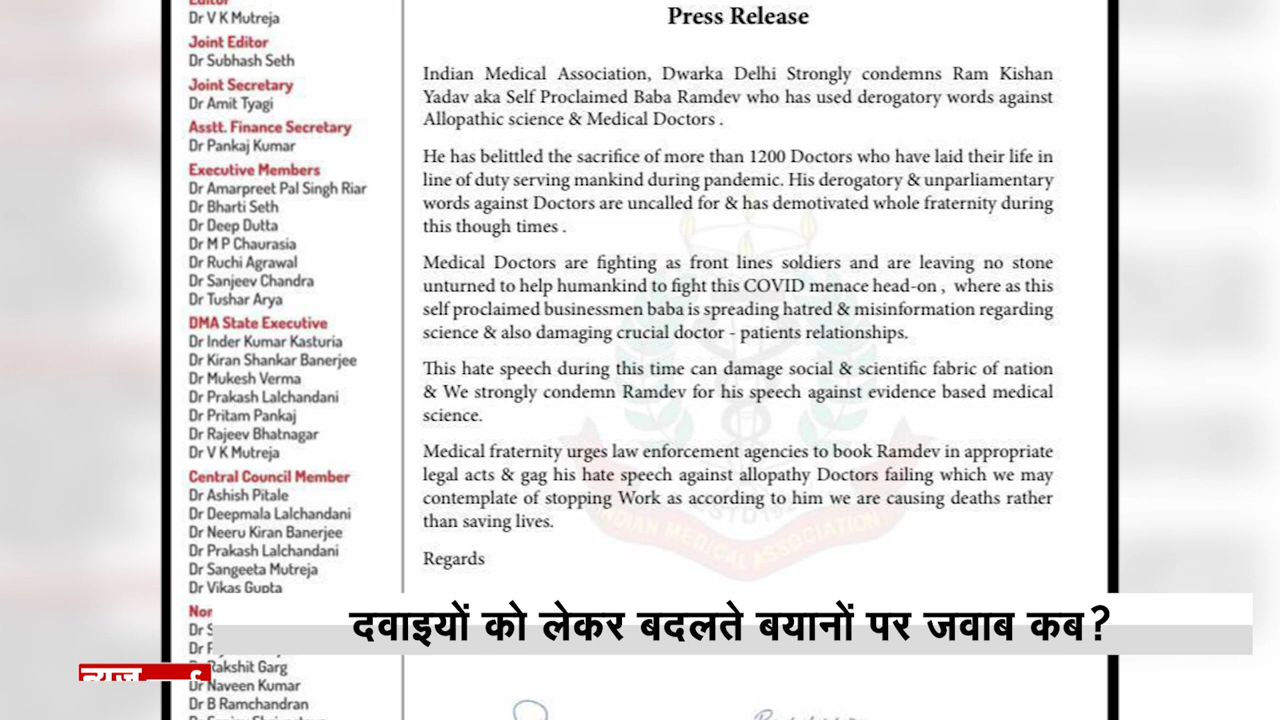 Editor
Dr V K Mutreja
Joint Editor
Dr Subhash Seth
Joint Secretary
Dr Amit Tyagi
Asstt. Finance Secretary
Dr Pankaj Kumar
Executive Members
Dr Amarpreet Pal Singh Riar
Dr Bharti Seth
Dr Deep Dutta
Dr M P Chaurasia
Dr Ruchi Agrawal
Dr Sanjeev Chandra
Dr Tushar Arya
DMA State Executive
Dr Inder Kumar Kasturia
Dr Kiran Shankar Banerjee
Dr Mukesh Verma
Dr Prakash Lalchandani
Dr Pritam Pankaj
Dr Rajeev Bhatnagar
Dr V K Mutreja
Central Council Member
Dr Ashish Pitale
Dr Deepmala Lalchandani
Dr Neeru Kiran Banerjee
Dr Prakash Lalchandani
Dr Sangeeta Mutreja
Dr Vikas Gupta
Dr
Dr
Rakshit Garg
Dr Naveen Kumar
Dr B Ramchandran
Press Release
Indian Medical Association, Dwarka Delhi Strongly condemns Ram Kishan
Yadav aka Self Proclaimed Baba Ramdev who has used derogatory words against
Allopathic science & Medical Doctors .
He has belittled the sacrifice of more than 1200 Doctors who have laid their life in
line of duty serving mankind during pandemic. His derogatory & unparliamentary
words against Doctors are uncalled for & has demotivated whole fraternity during
this though times .
Medical Doctors are fighting as front lines soldiers and are leaving no stone
unturned to help humankind to fight this COVID menace head-on , where as this
self proclaimed businessmen baba is spreading hatred & misinformation regarding
science & also damaging crucial doctor - patients relationships.
This hate speech during this time can damage social & scientific fabric of nation
& We strongly condemn Ramdev for his speech against evidence based medical
science.
Medical fraternity urges law enforcement agencies to book Ramdev in appropriate
legal acts & gag his hate speech against allopathy Doctors failing which we may
contemplate of stopping Work as according to him we are causing deaths rather
than saving lives.
Regards
INDIAN MEDICAL ASSOCIATION
दवाइयों को लेकर बदलते बयानों पर जवाब कब?
न्यूज़